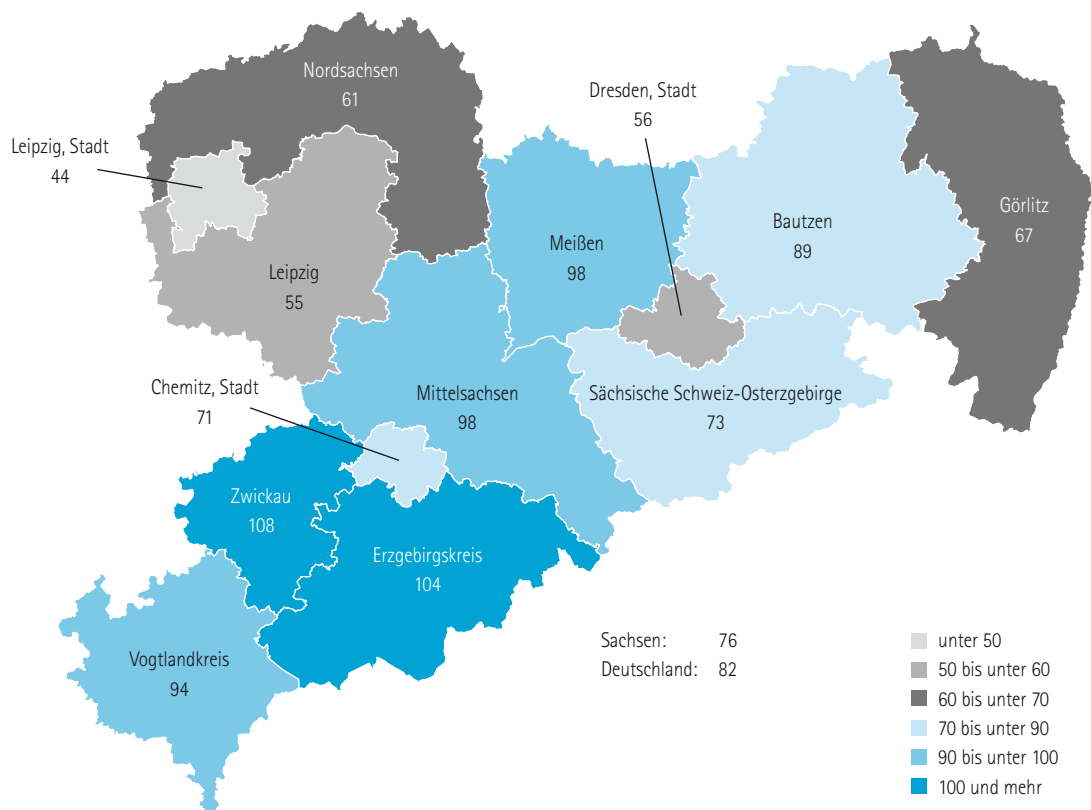 Nordsachsen
61
Dresden, Stadt
56
Leipzig, Stadt
44
Görlitz
67
Bautzen
89
Meißen
98
Leipzig
55
Chemitz, Stadt
71
Mittelsachsen
98
Sächsische Schweiz-Osterzgebirge
73
Zwickau
108
Erzgebirgskreis
104
Vogtlandkreis
94
Sachsen: 76
Deutschland: 82
unter 50
50 bis unter 60
60 bis unter 70
70 bis unter 90
90 bis unter 100
100 und mehr